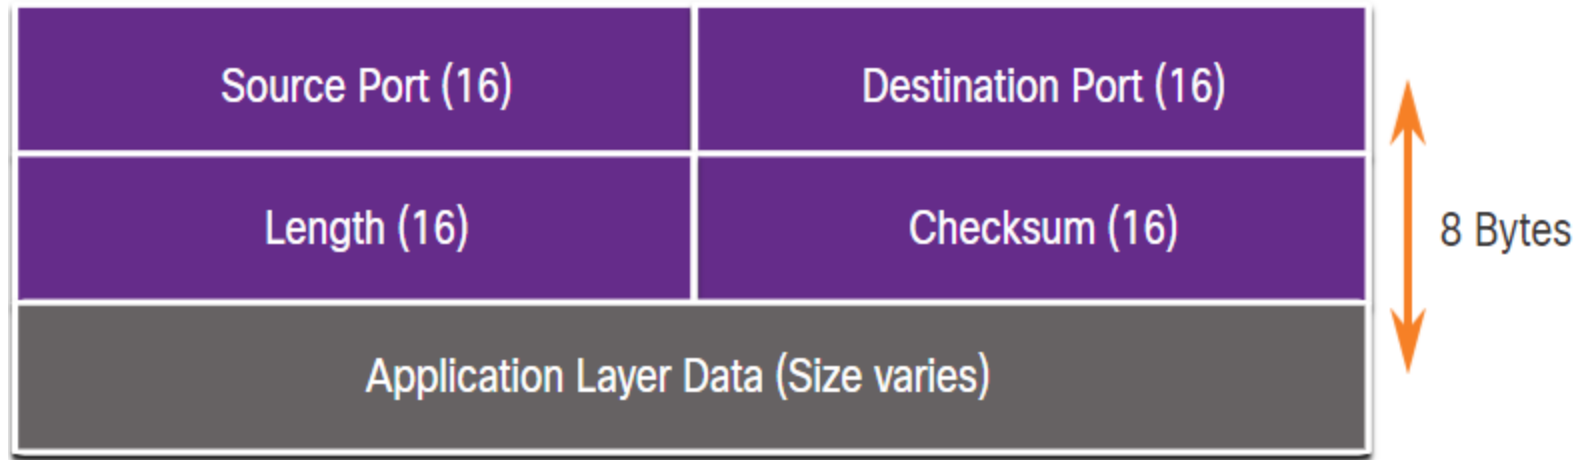 Source Port (16)
Destination Port (16)
Length (16)
Checksum (16)
8 Bytes
Application Layer Data (Size varies)